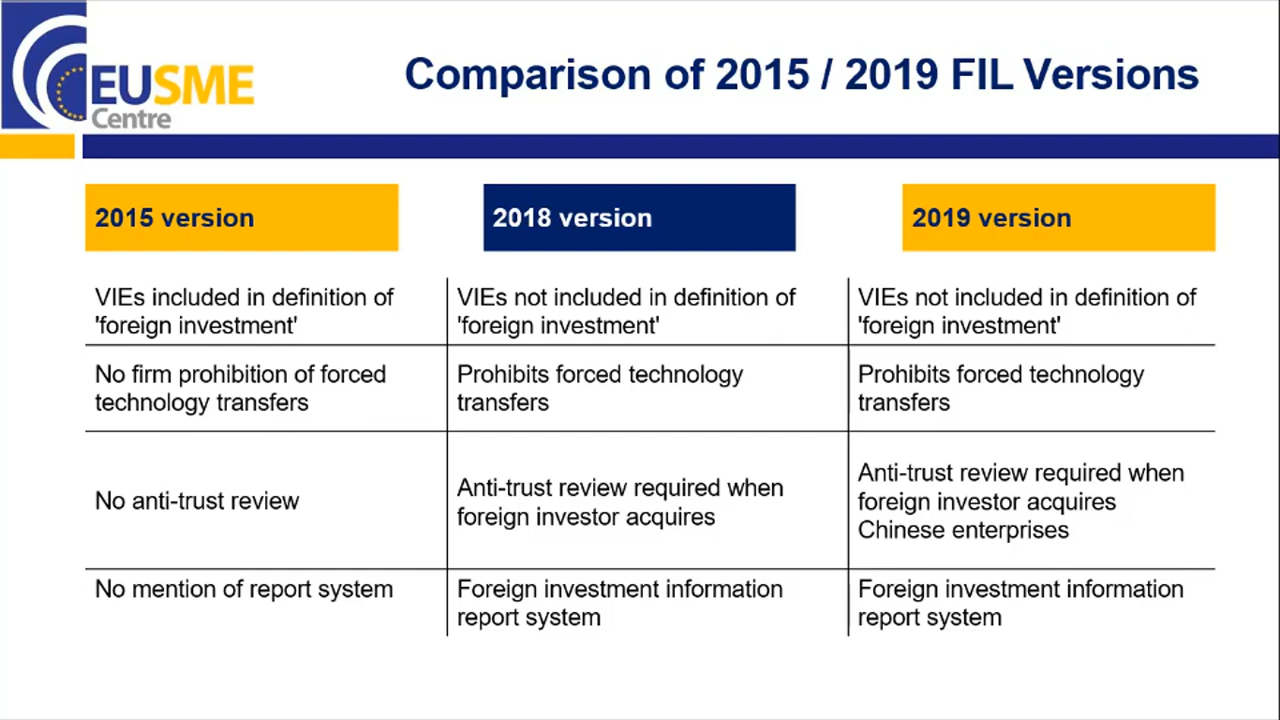 EUSME
Centre
Comparison of 2015 / 2019 FIL Versions
2015 version
2018 version
2019 version
VIEs included in definition of
'foreign investment'
VIEs not included in definition of
'foreign investment'
VIEs not included in definition of
'foreign investment'
No firm prohibition of forced
technology transfers
Prohibits forced technology
transfers
Prohibits forced technology
transfers
No anti-trust review
Anti-trust review required when
foreign investor acquires
Anti-trust review required when
foreign investor acquires
Chinese enterprises
No mention of report system
Foreign investment information
report system
Foreign investment information
report system